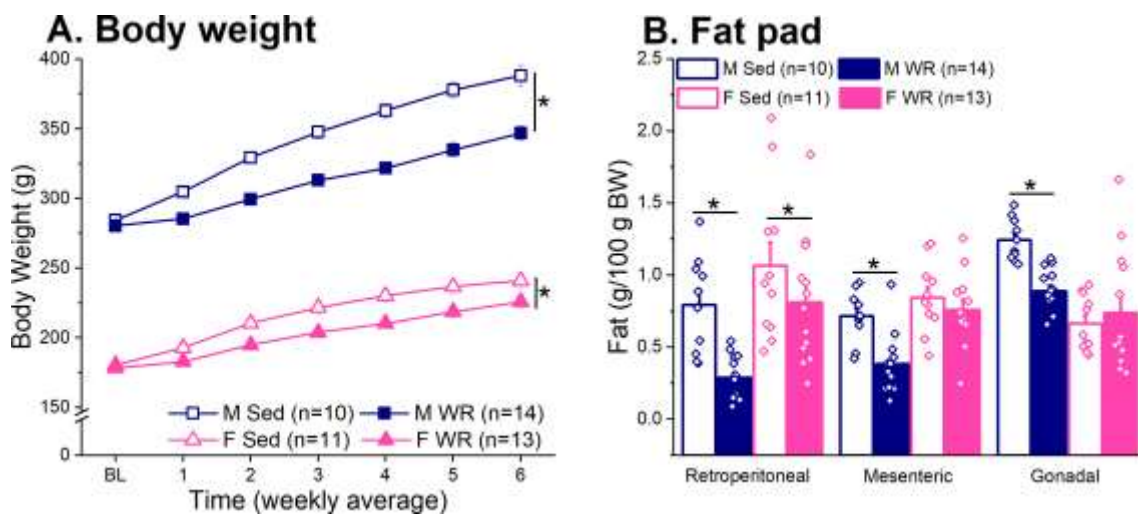 A. Body weight
400
350
300
250
200
150
0
Body Weight (g)
M Sed (n=10) M WR (n=14)
F Sed (n=11) F WR (n=13)
*
*
BL 1 2 3 4 5 6
Time (weekly average)
B. Fat pad
M Sed (n=10) M WR (n=14)
F Sed (n=11) F WR (n=13)
2.5
2.0
1.5
1.0
0.5
0.0
Fat (g/100 g BW)
* * * *
Retroperitoneal Mesenteric Gonadal